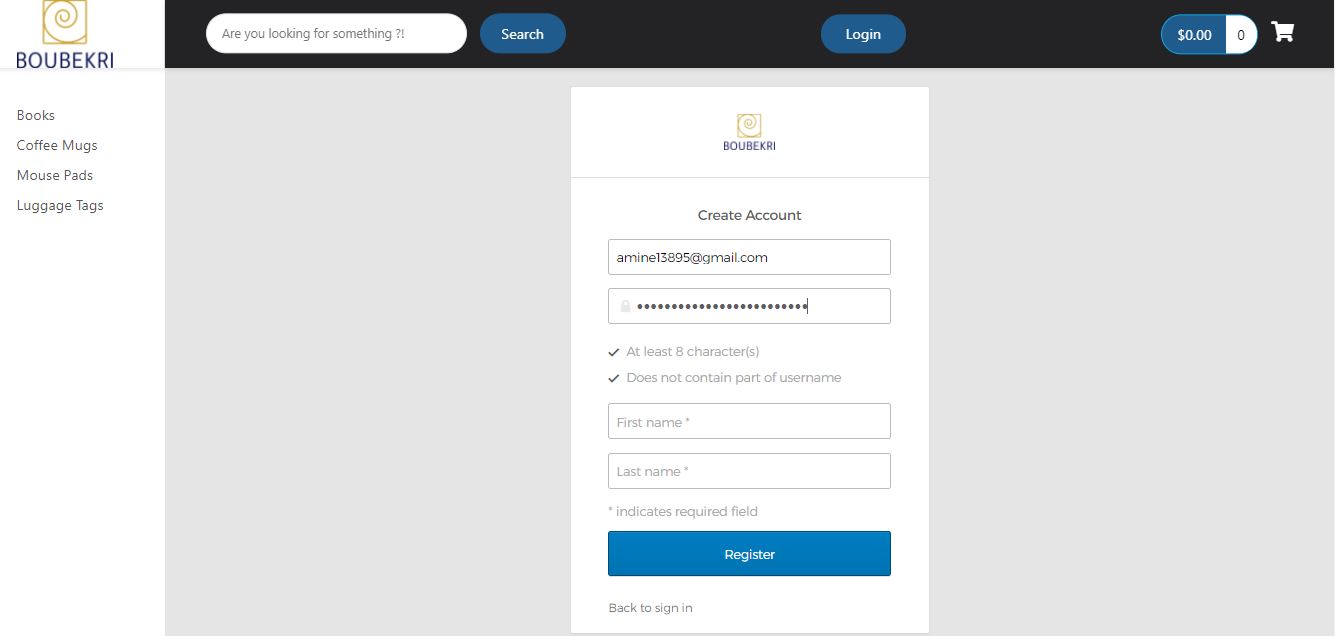 BOUBEKRI
Are you looking for something ?!
Search
Login
$0.00
0
Books
Coffee Mugs
Mouse Pads
Luggage Tags
BOUBEKRI
Create Account
amine13895@gmail.com
•••••••••••••••••••••••••
At least 8 character(s)
Does not contain part of username
First name *
Last name *
* indicates required field
Register
Back to sign in